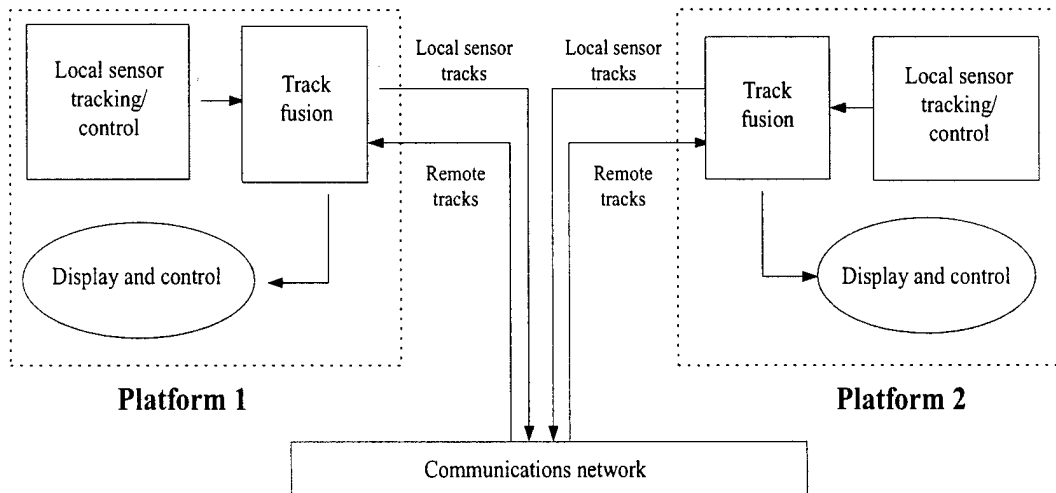 Local sensor
tracking/
control
Track
fusion
Display and control
Platform 1
Local sensor
tracks
Remote
tracks
Local sensor
tracks
Remote
tracks
Track
fusion
Local sensor
tracking/
control
Display and control
Platform 2
Communications network